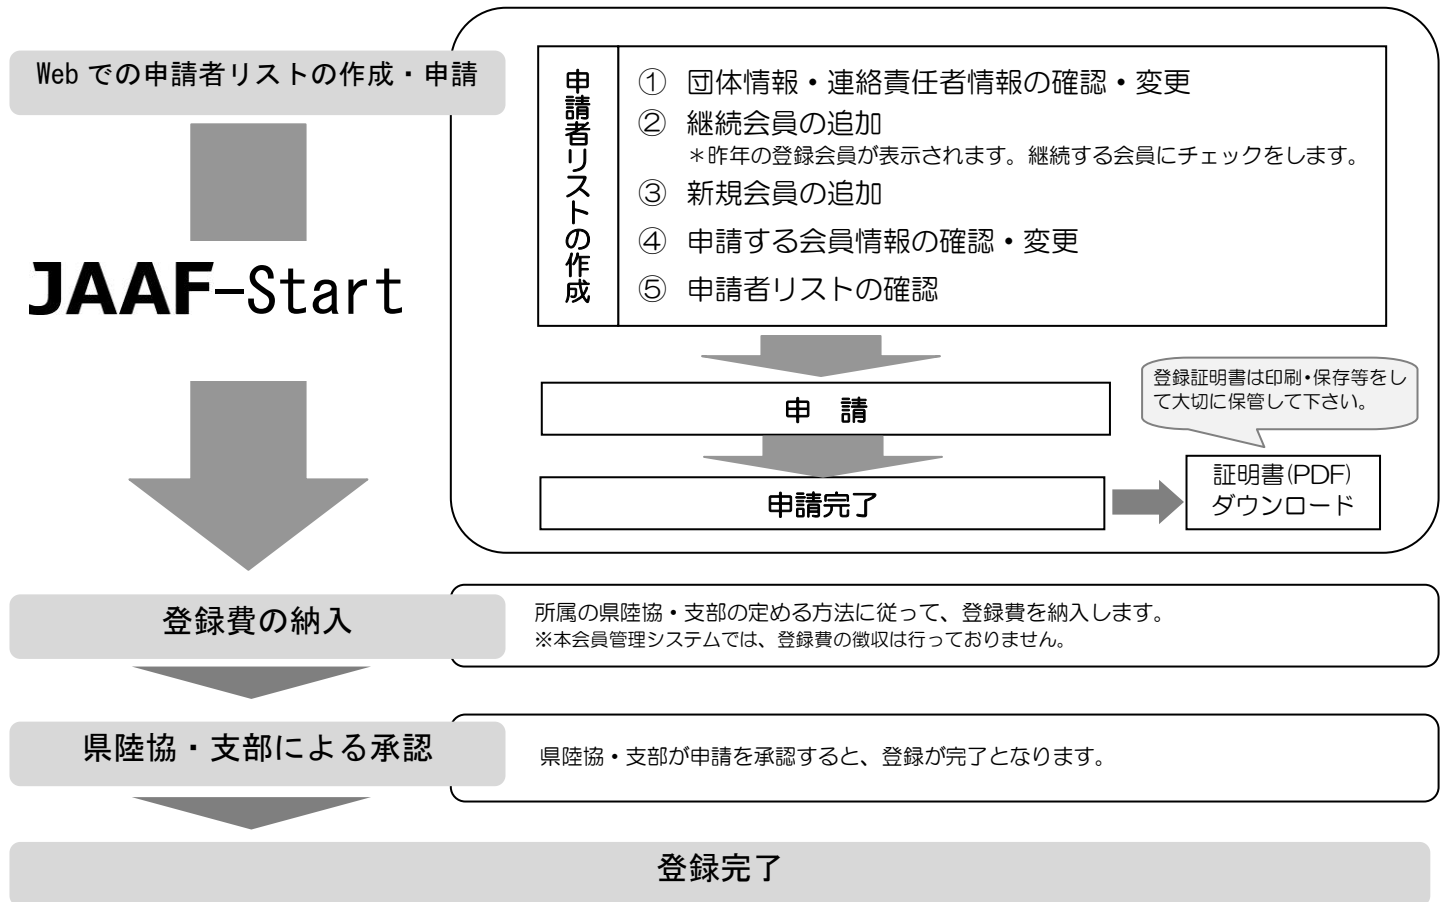 Web での申請者リストの作成・申請
JAAF-Start
申請者リストの作成
① 団体情報・連絡責任者情報の確認・変更
② 継続会員の追加
＊昨年の登録会員が表示されます。継続する会員にチェックをします。
③ 新規会員の追加
④ 申請する会員情報の確認・変更
⑤ 申請者リストの確認
申 請
登録証明書は印刷・保存等をし
て大切に保管して下さい。
申請完了
証明書(PDF)
ダウンロード
登録費の納入
所属の県陸協・支部の定める方法に従って、登録費を納入します。
※本会員管理システムでは、登録費の徴収は行っておりません。
県陸協・支部による承認
県陸協・支部が申請を承認すると、登録が完了となります。
登録完了